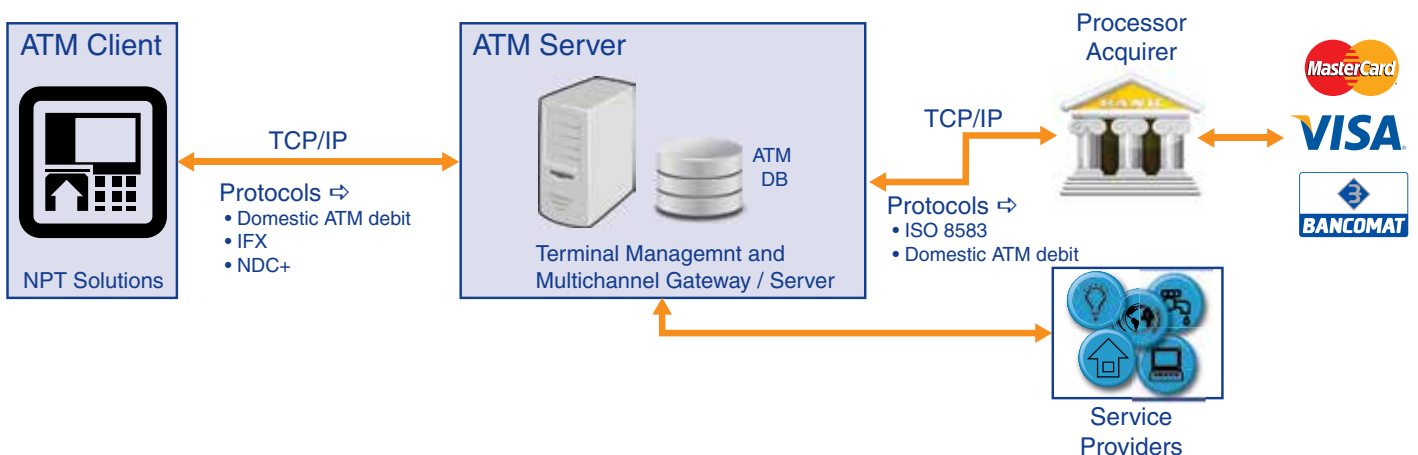 ATM Client
NPT Solutions
TCP/IP
Protocols ⇨
• Domestic ATM debit
• IFX
• NDC+
ATM Server
ATM
DB
Terminal Managemnt and
Multichannel Gateway / Server
TCP/IP
Protocols ⇨
• ISO 8583
• Domestic ATM debit
Processor
Acquirer
BANK
MasterCard
VISA
BANCOMAT
Service
Providers